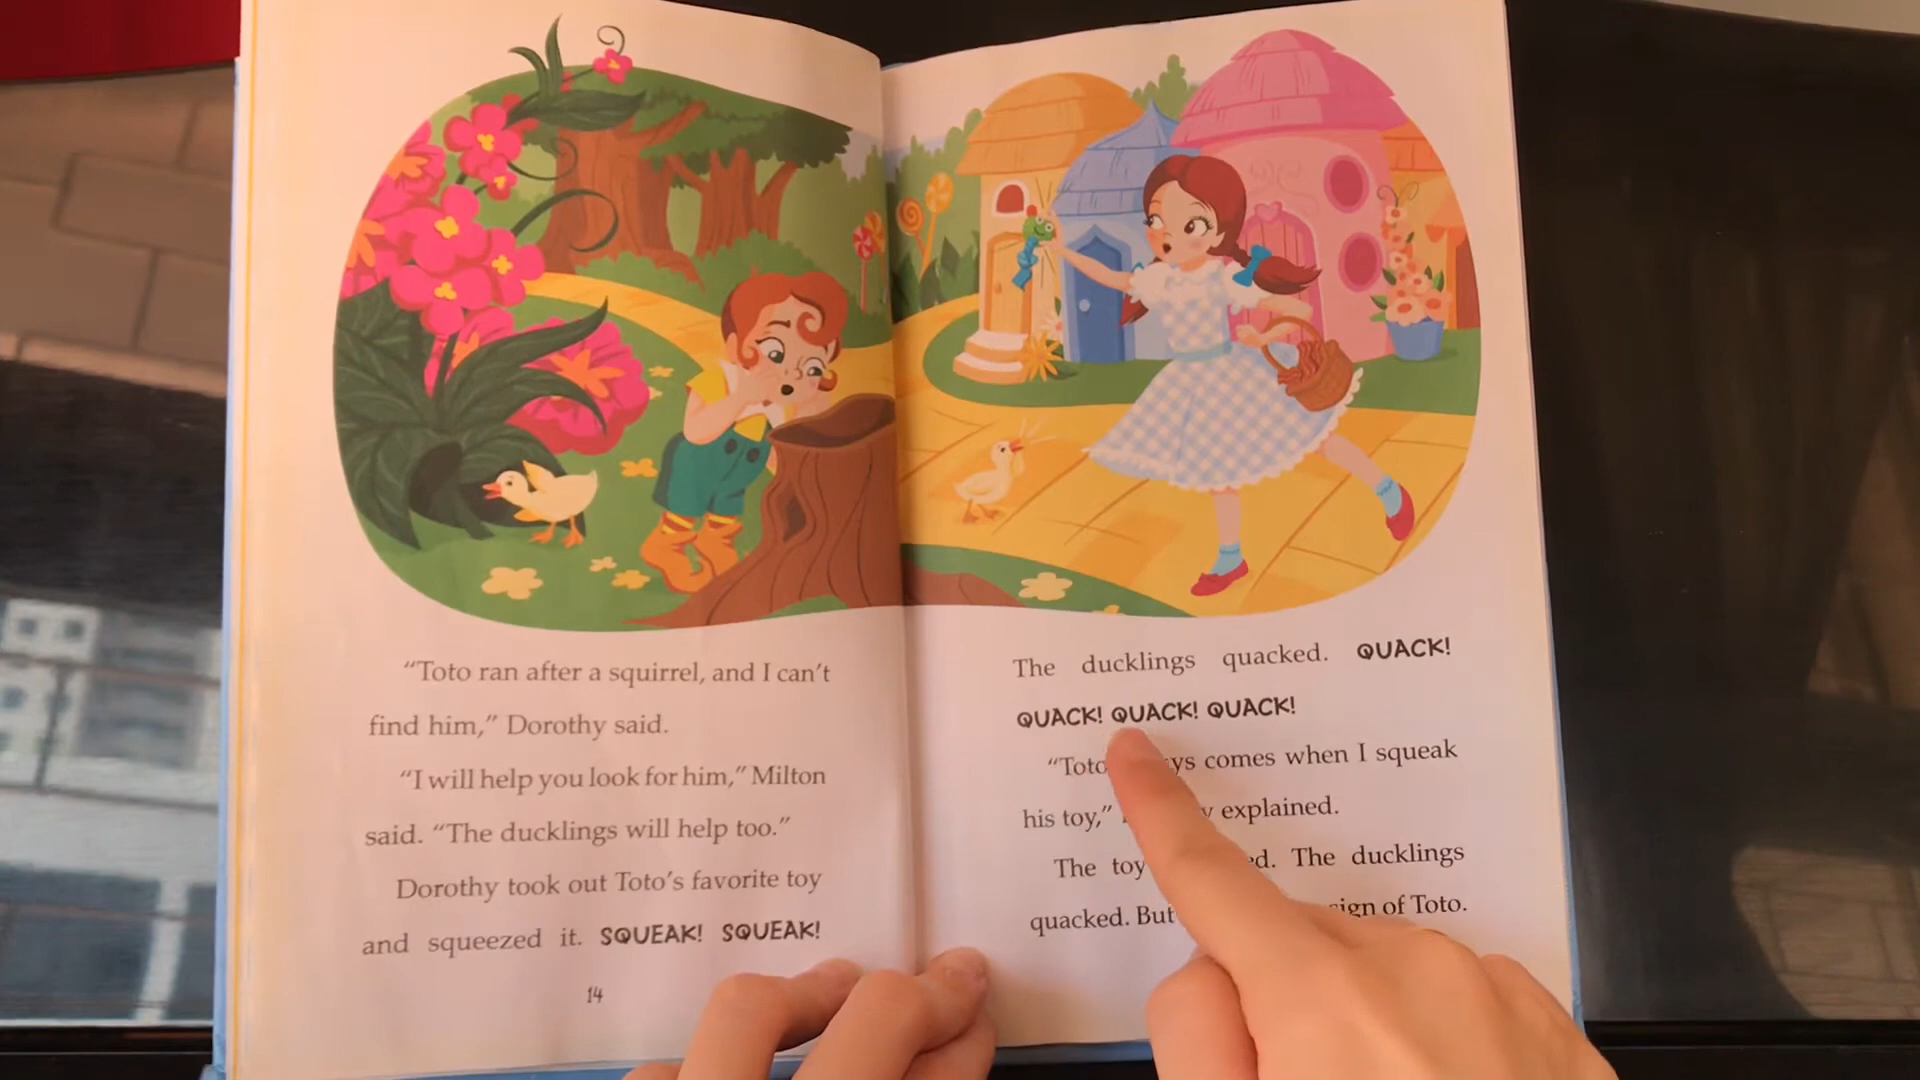 “Toto ran after a squirrel, and I can’t
find him,” Dorothy said.
“I will help you look for him,” Milton
said. “The ducklings will help too.”
Dorothy took out Toto’s favorite toy
and squeezed it. SQUEAK! SQUEAK!
14
The ducklings quacked. QUACK!
QUACK! QUACK! QUACK!
“Toto comes when I squeak
his toy,” explained.
The toy The ducklings
quacked. But sign of Toto.